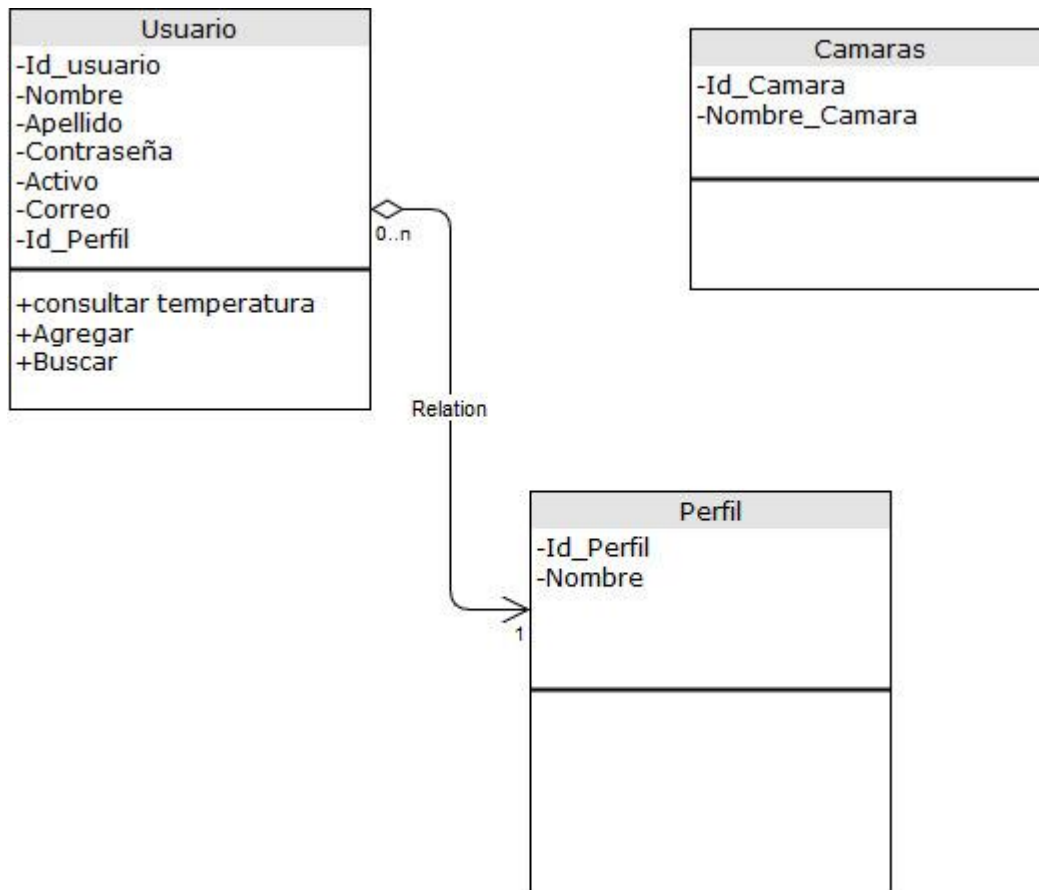 Usuario
-Id_usuario
-Nombre
-Apellido
-Contraseña
-Activo
-Correo
-Id_Perfil
+consultar temperatura
+Agregar
+Buscar
Camaras
-Id_Camara
-Nombre_Camara
0..n
Relation
1
Perfil
-Id_Perfil
-Nombre